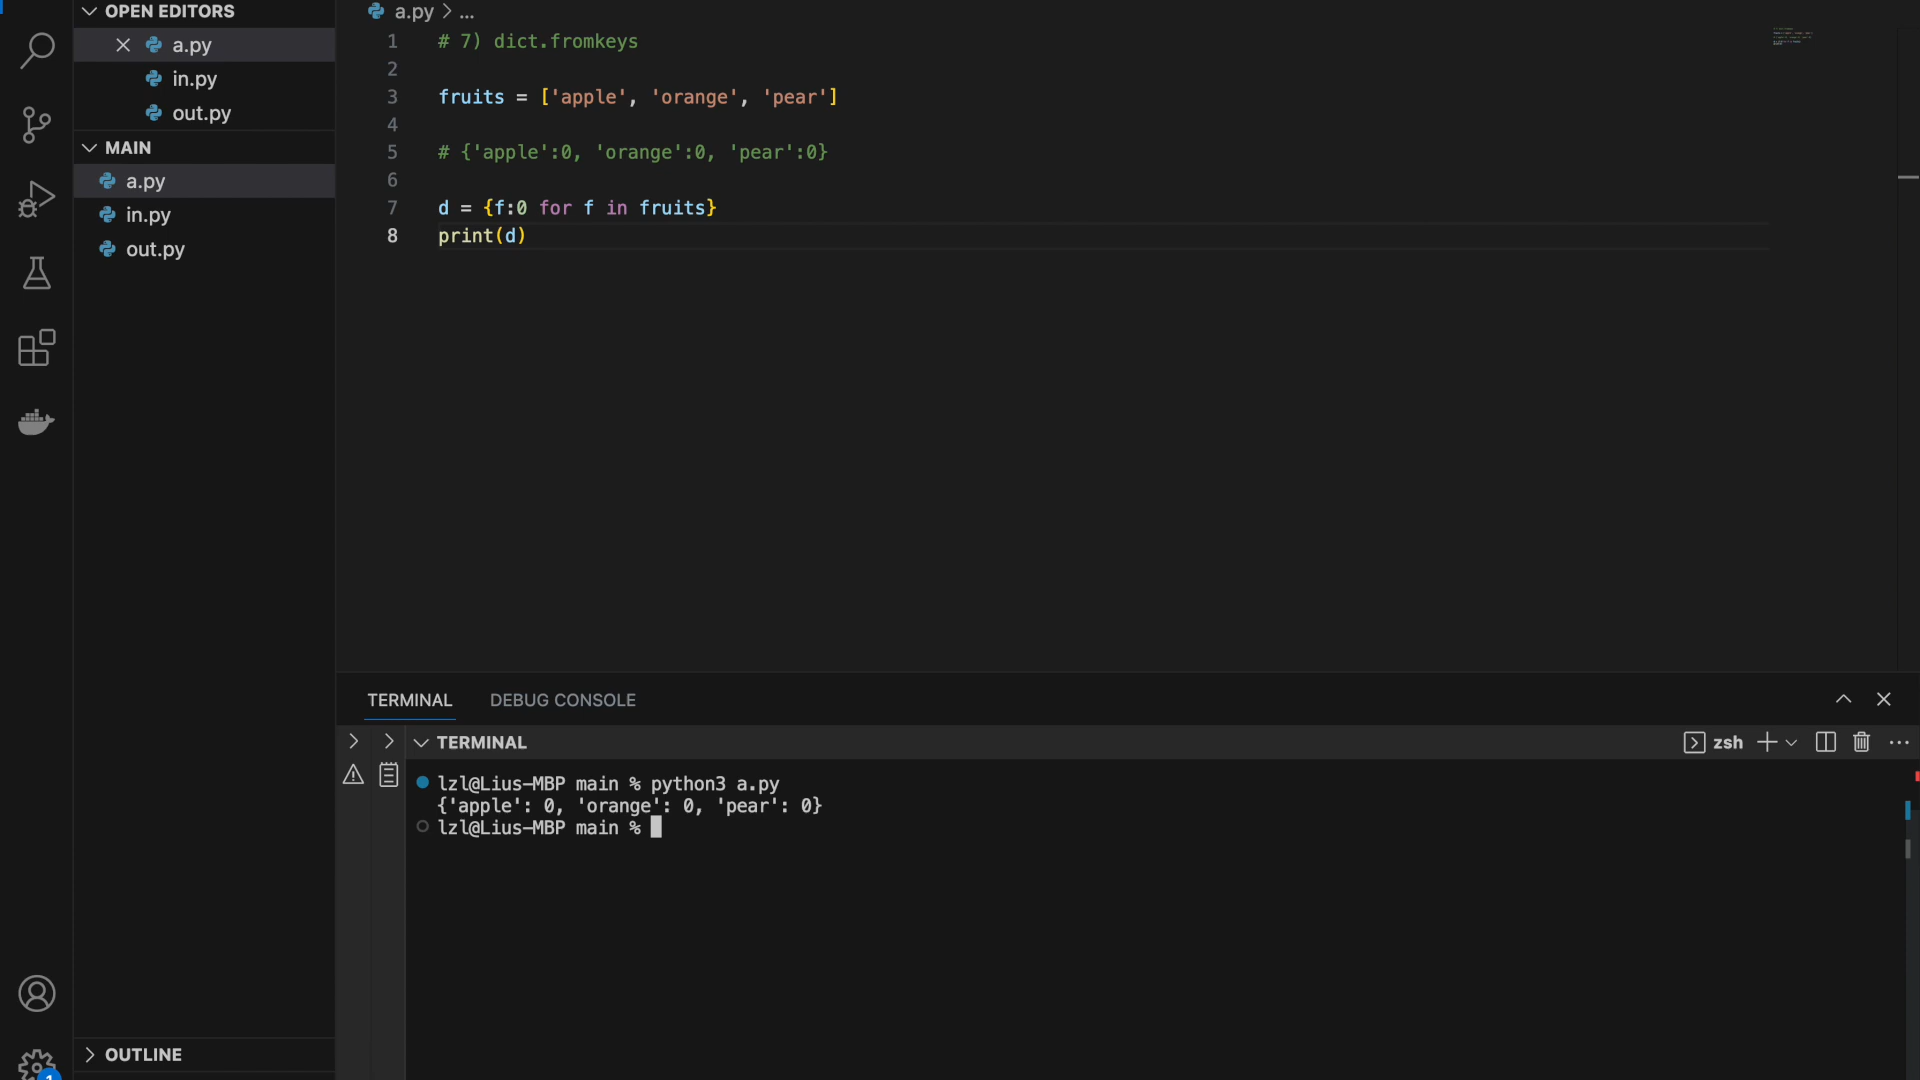 OPEN EDITORS
a.py
in.py
out.py
MAIN
a.py
in.py
out.py
OUTLINE
1
a.py > ...
1 # 7) dict.fromkeys
2
3 fruits = ['apple', 'orange', 'pear']
4
5 # {'apple':0, 'orange':0, 'pear':0}
6
7 d = {f:0 for f in fruits}
8 print(d)
TERMINAL DEBUG CONSOLE
TERMINAL zsh
lzl@Lius-MBP main % python3 a.py
{'apple': 0, 'orange': 0, 'pear': 0}
lzl@Lius-MBP main %